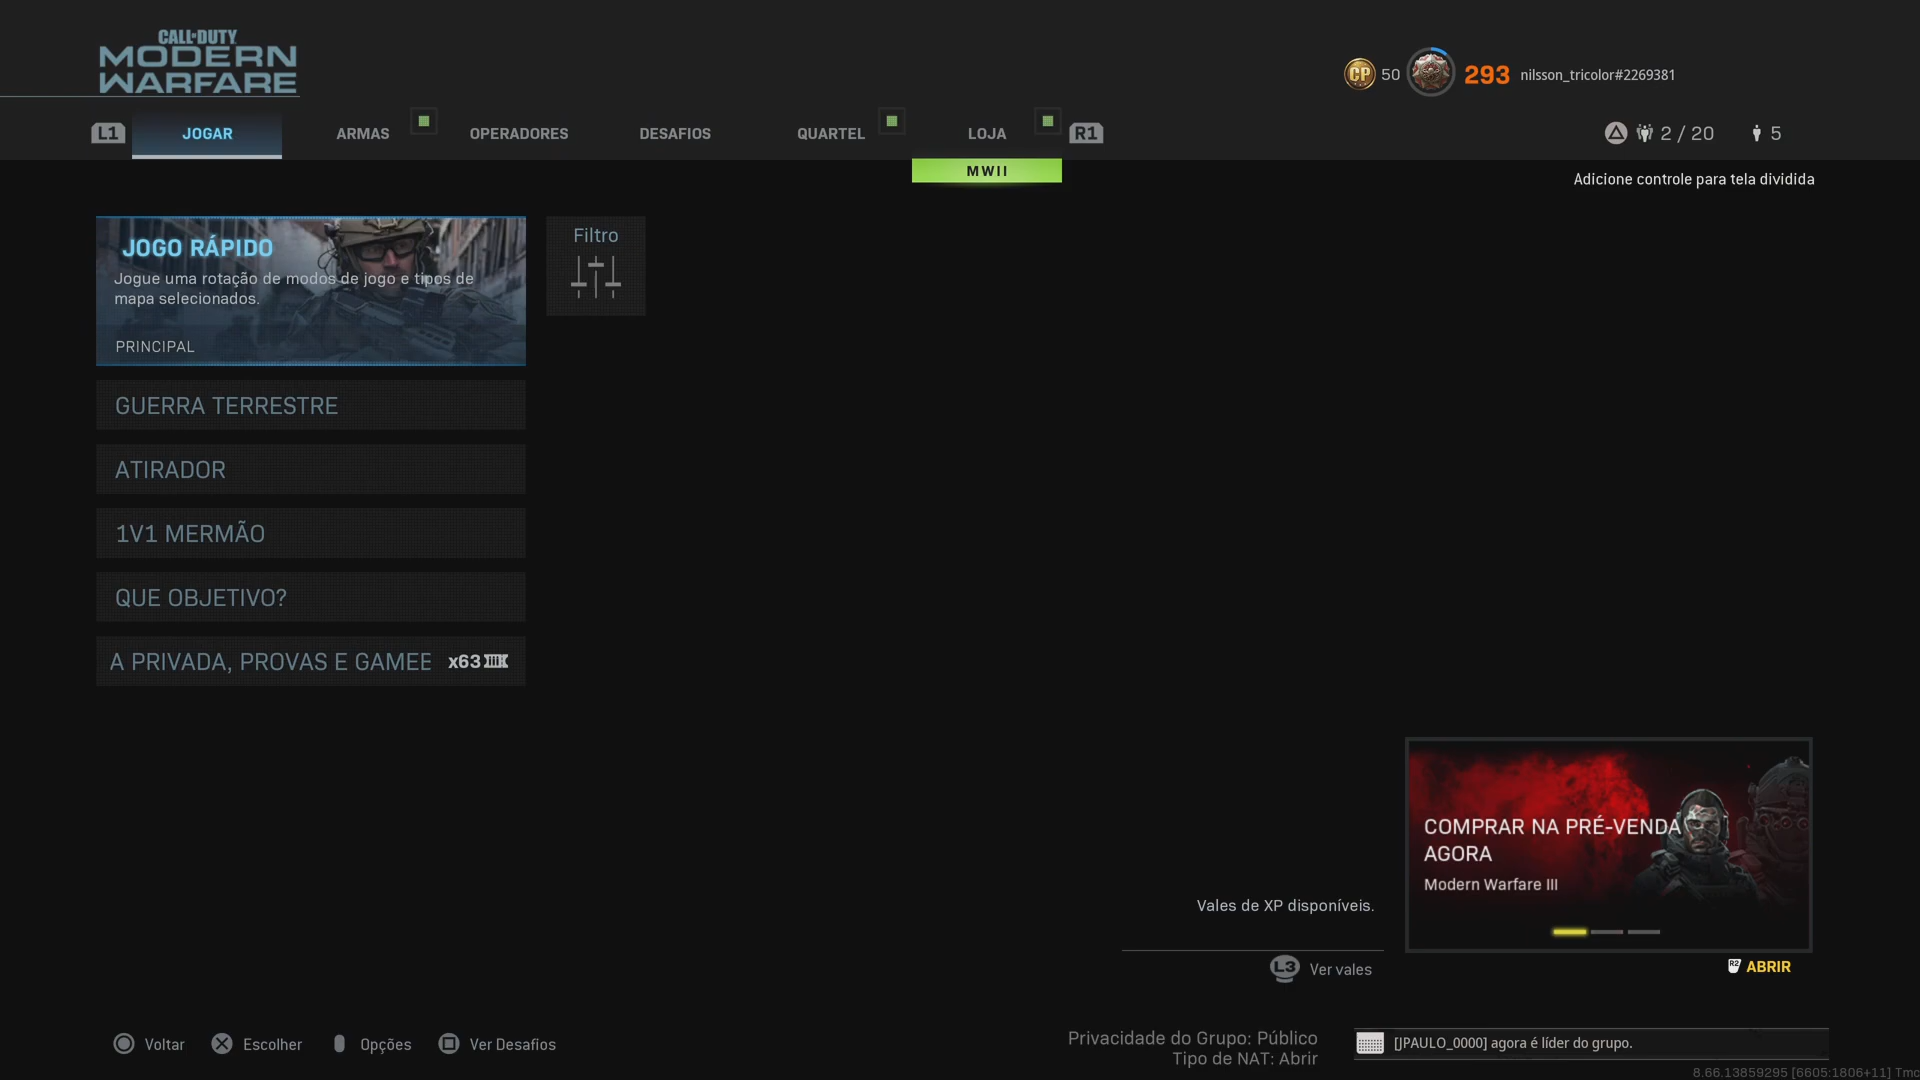 CALL OF DUTY
MODERN
WARFARE
CP 50 293 nilsson_tricolor#2269381
L1 JOGAR ARMAS OPERADORES DESAFIOS QUARTEL LOJA R1
2 / 20 5
MWII
Adicione controle para tela dividida
JOGO RÁPIDO
Jogue uma rotação de modos de jogo e tipos de
mapa selecionados.
PRINCIPAL
Filtro
GUERRA TERRESTRE
ATIRADOR
1V1 MERMÃO
QUE OBJETIVO?
A PRIVADA, PROVAS E GAMEE x63
COMPRAR NA PRÉ-VENDA
AGORA
Modern Warfare III
Vales de XP disponíveis.
L3 Ver vales
R2 ABRIR
Voltar Escolher Opções Ver Desafios
Privacidade do Grupo: Público
Tipo de NAT: Abrir
[JPAULO_0000] agora é líder do grupo.
8.66.13859295 [6605:1806+11] Tmc